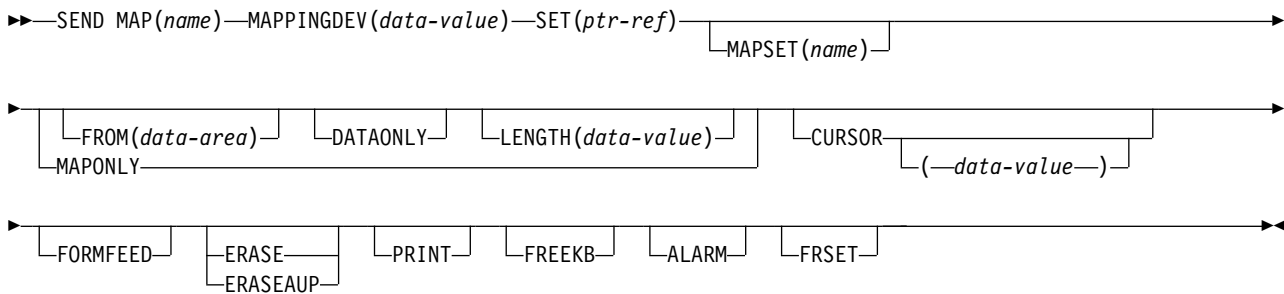 SEND MAP(name) MAPPINGDEV(data-value) SET(ptr-ref)
MAPSET(name)
FROM(data-area) DATAONLY LENGTH(data-value) CURSOR
MAPONLY (data-value)
FORMFEED ERASE PRINT FREEKB ALARM FRSET
ERASEAUP